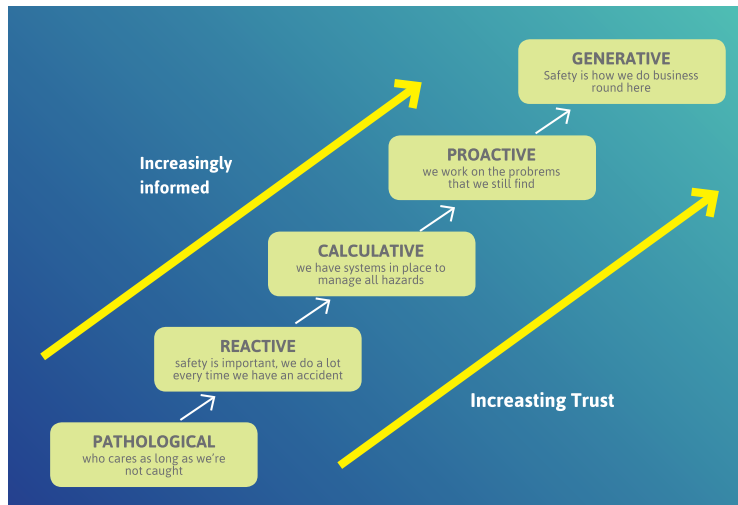 GENERATIVE
Safety is how we do business
round here
Increasingly
informed
PROACTIVE
we work on the probrems
that we still find
CALCULATIVE
we have systems in place to
manage all hazards
REACTIVE
safety is important, we do a lot
every time we have an accident
Increasting Trust
PATHOLOGICAL
who cares as long as we're
not caught